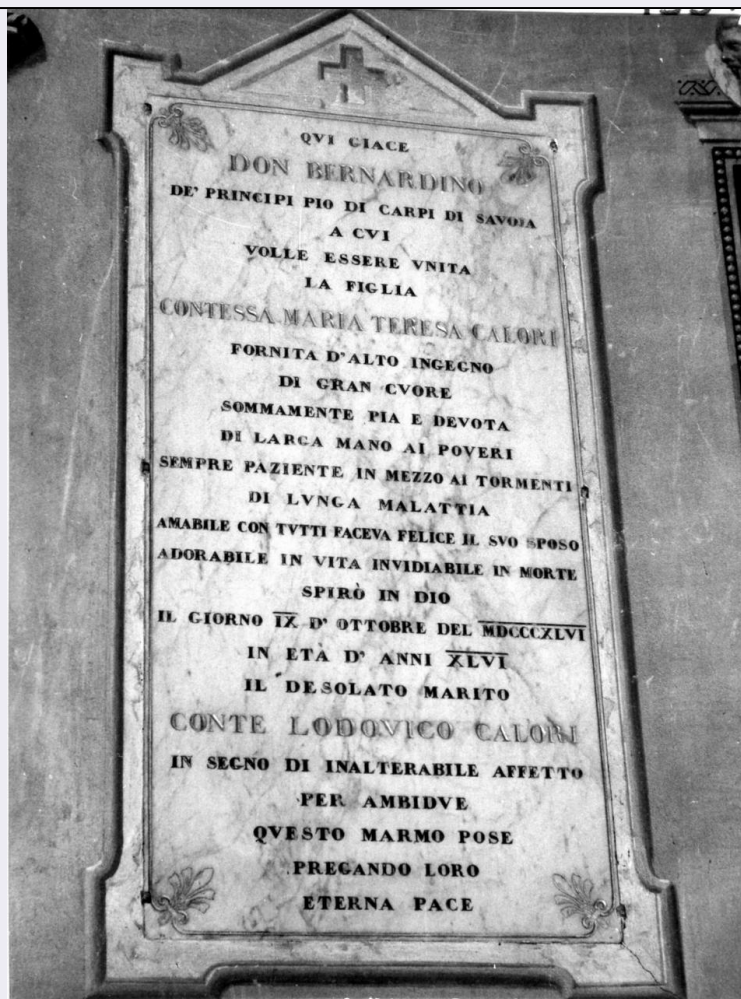 QVI GIACE
DON BERNARDINO
DE' PRINCIPI PIO DI CARPI DI SAVOJA
A CVI
VOLLE ESSERE VNITA
LA FIGLIA
CONTESSA MARIA TERESA CALORI
FORNITA D'ALTO INGEGNO
DI GRAN CVORE
SOMMAMENTE PIA E DEVOTA
DI LARGA MANO AI POVERI
SEMPRE PAZIENTE IN MEZZO AI TORMENTI
DI LVNGA MALATTIA
AMABILE CON TVTTI FACEVA FELICE IL SVO SPOSO
ADORABILE IN VITA INVIDIABILE IN MORTE
SPIRÒ IN DIO
IL GIORNO IX D' OTTOBRE DEL MDCCCXLVI
IN ETÀ D' ANNI XLVI
IL DESOLATO MARITO
CONTE LODOVICO CALORI
IN SEGNO DI INALTERABILE AFFETTO
PER AMBIDVE
QVESTO MARMO POSE
PREGANDO LORO
ETERNA PACE